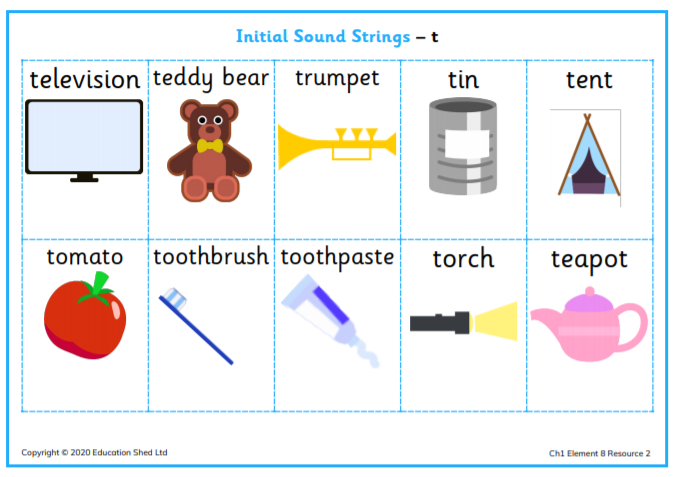 Initial Sound Strings – t
television teddy bear trumpet tin tent
tomato toothbrush toothpaste torch teapot
Copyright © 2020 Education Shed Ltd Ch1 Element 8 Resource 2